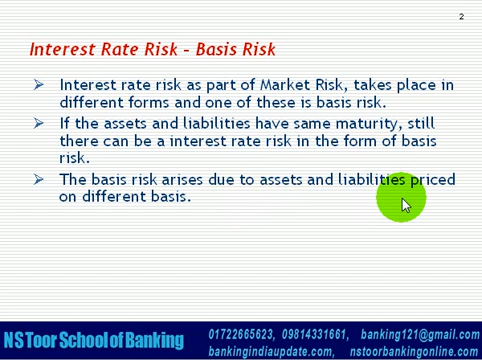 2
Interest Rate Risk – Basis Risk
Interest rate risk as part of Market Risk, takes place in
different forms and one of these is basis risk.
If the assets and liabilities have same maturity, still
there can be a interest rate risk in the form of basis
risk.
The basis risk arises due to assets and liabilities priced
on different basis.
NS Toor School of Banking
01722665623, 09814331661, banking121@gmail.com
bankingindiaupdate.com, nstoorbankingonline.com